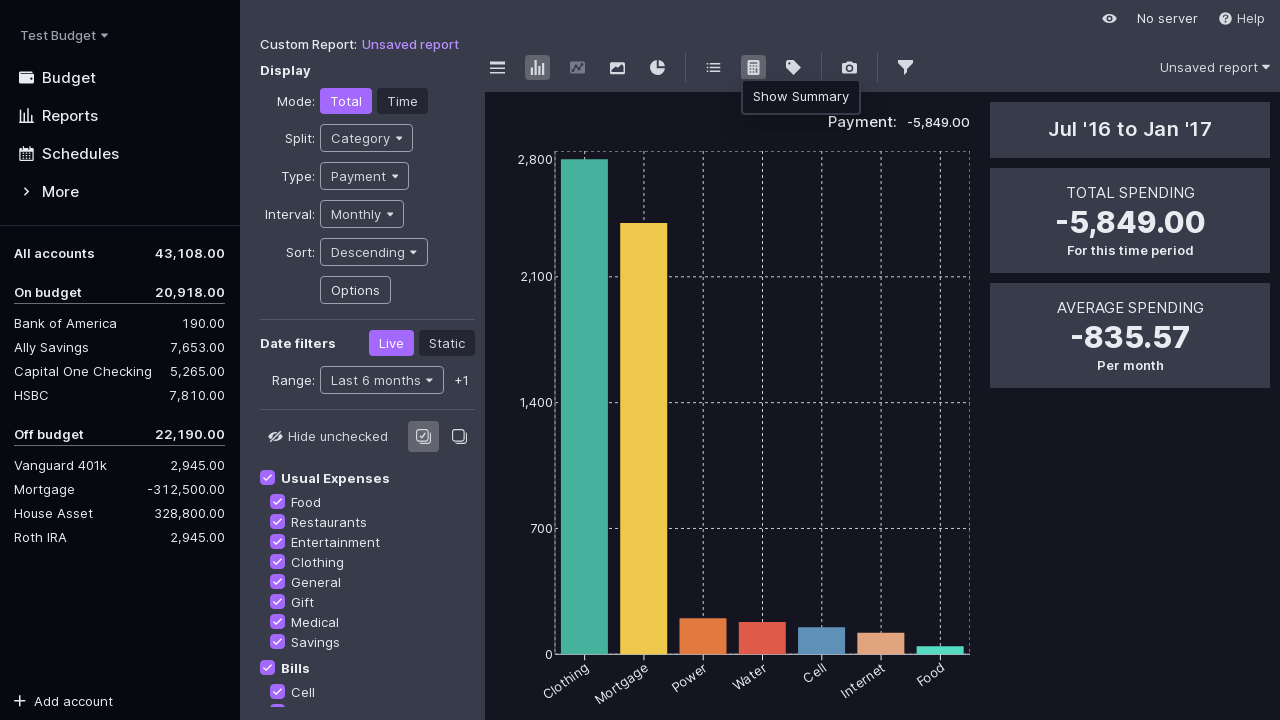 No server
Help
Test Budget
Budget
Reports
Schedules
More
All accounts 43,108.00
On budget 20,918.00
Bank of America 190.00
Ally Savings 7,653.00
Capital One Checking 5,265.00
HSBC 7,810.00
Off budget 22,190.00
Vanguard 401k 2,945.00
Mortgage -312,500.00
House Asset 328,800.00
Roth IRA 2,945.00
Add account
Custom Report: Unsaved report
Display
Mode: Total Time
Split: Category
Type: Payment
Interval: Monthly
Sort: Descending
Options
Date filters Live Static
Range: Last 6 months +1
Hide unchecked
Usual Expenses
Food
Restaurants
Entertainment
Clothing
General
Gift
Medical
Savings
Bills
Cell
Unsaved report
Show Summary
Payment: -5,849.00
2,800
2,100
1,400
700
0
Clothing
Mortgage
Power
Water
Cell
Internet
Food
Jul '16 to Jan '17
TOTAL SPENDING
-5,849.00
For this time period
AVERAGE SPENDING
-835.57
Per month